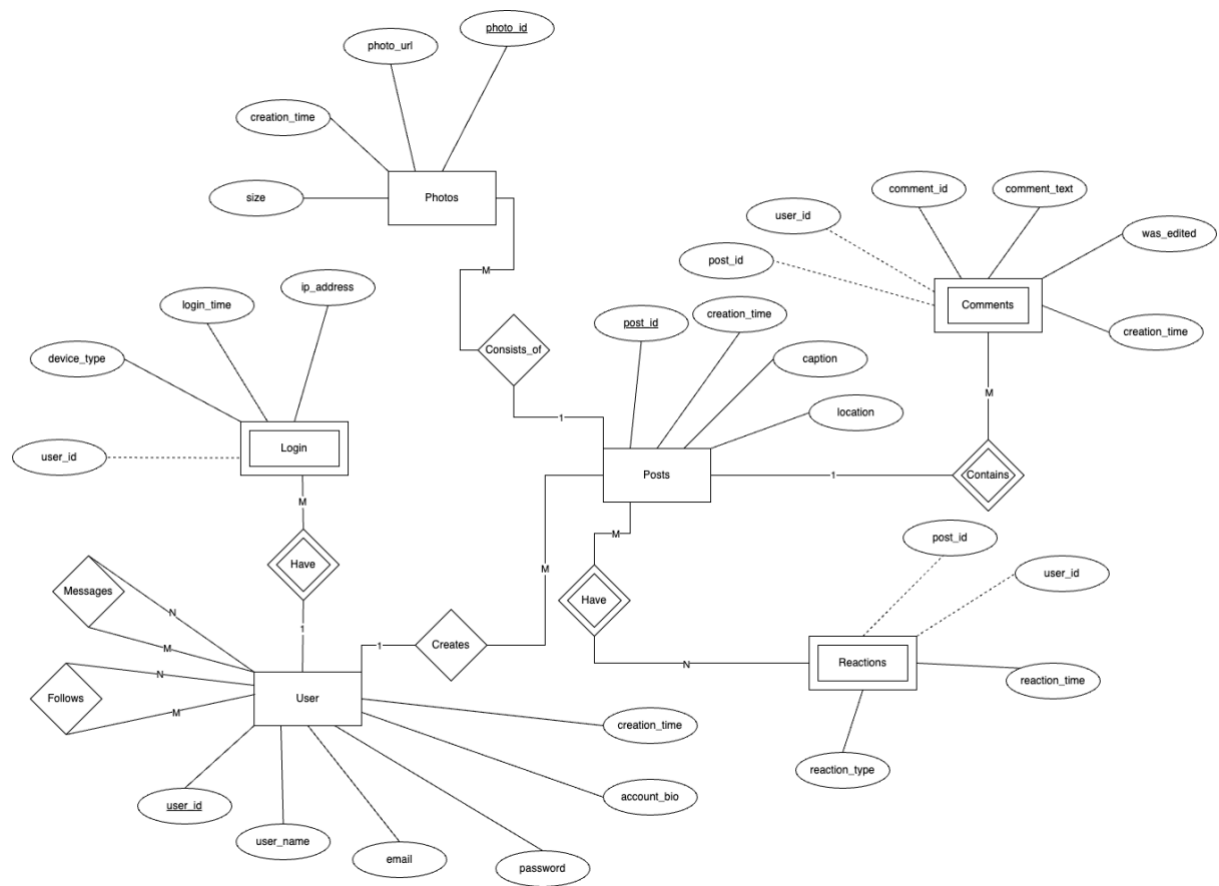 photo_id
photo_url
creation_time
size
Photos
M
Consists_of
1
comment_id
comment_text
user_id
was_edited
post_id
Comments
creation_time
M
ip_address
login_time
device_type
Login
user_id
M
Have
1
post_id
creation_time
caption
location
Posts
1
Contains
M
Have
N
post_id
user_id
Reactions
reaction_time
reaction_type
Messages
N
M
Follows
N
M
User
1
Creates
M
creation_time
account_bio
user_id
user_name
email
password